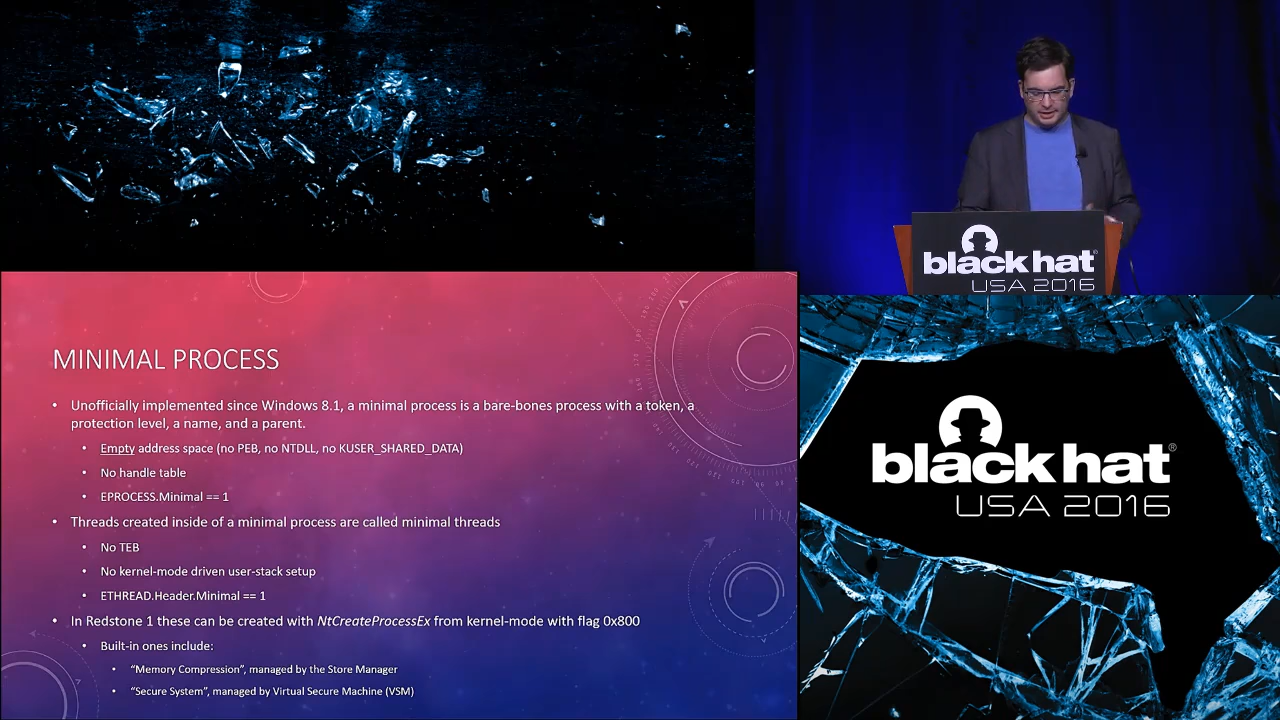 black hat®
USA 2016
MINIMAL PROCESS
• Unofficially implemented since Windows 8.1, a minimal process is a bare-bones process with a token, a
protection level, a name, and a parent.
• Empty address space (no PEB, no NTDLL, no KUSER_SHARED_DATA)
• No handle table
• EPROCESS.Minimal == 1
• Threads created inside of a minimal process are called minimal threads
• No TEB
• No kernel-mode driven user-stack setup
• ETHREAD.Header.Minimal == 1
• In Redstone 1 these can be created with NtCreateProcessEx from kernel-mode with flag 0x800
• Built-in ones include:
• “Memory Compression”, managed by the Store Manager
• “Secure System”, managed by Virtual Secure Machine (VSM)
black hat®
USA 2016